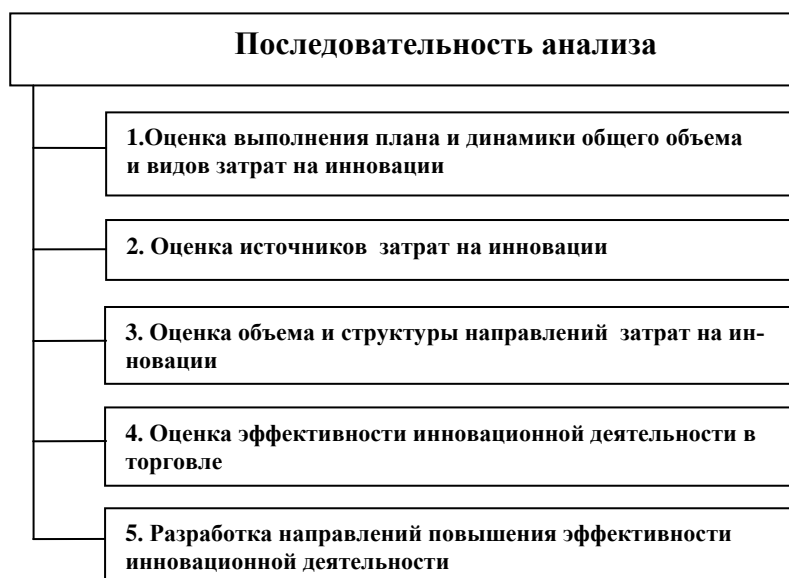 Последовательность анализа
1.Оценка выполнения плана и динамики общего объема
и видов затрат на инновации
2. Оценка источников затрат на инновации
3. Оценка объема и структуры направлений затрат на ин-
новации
4. Оценка эффективности инновационной деятельности в
торговле
5. Разработка направлений повышения эффективности
инновационной деятельности